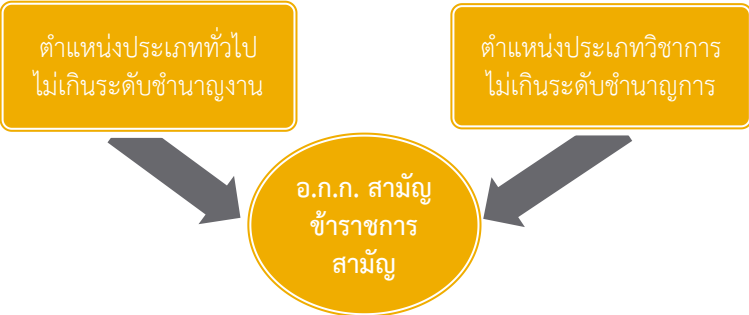 ตำแหน่งประเภททั่วไป
ไม่เกินระดับชำนาญงาน
ตำแหน่งประเภทวิชาการ
ไม่เกินระดับชำนาญการ
อ.ก.ก. สามัญ
ข้าราชการ
สามัญ